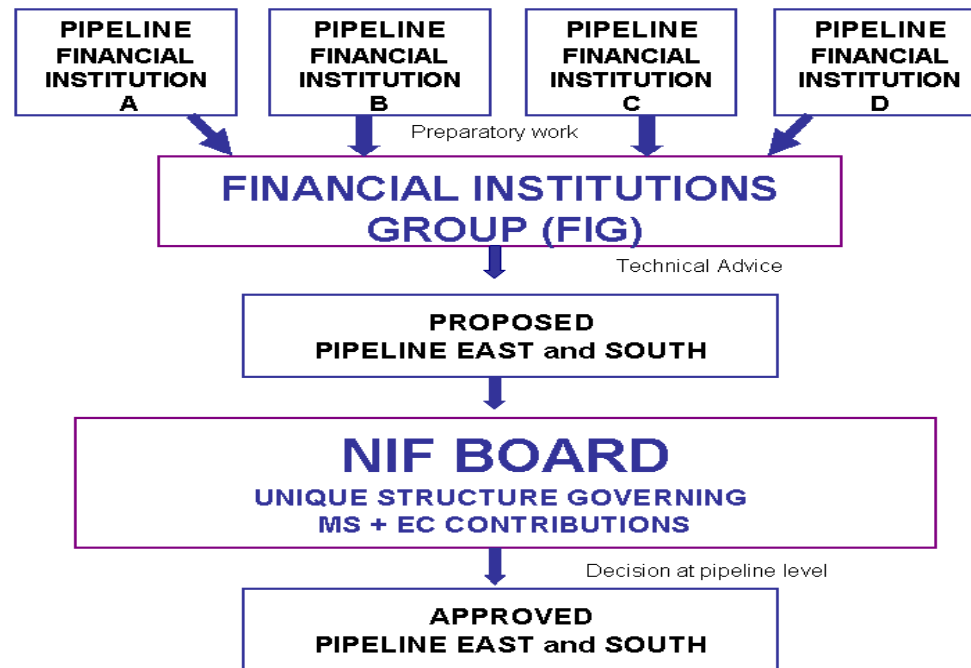 PIPELINE
FINANCIAL
INSTITUTION
A
PIPELINE
FINANCIAL
INSTITUTION
B
PIPELINE
FINANCIAL
INSTITUTION
C
PIPELINE
FINANCIAL
INSTITUTION
D
Preparatory work
FINANCIAL INSTITUTIONS
GROUP (FIG)
Technical Advice
PROPOSED
PIPELINE EAST and SOUTH
NIF BOARD
UNIQUE STRUCTURE GOVERNING
MS + EC CONTRIBUTIONS
Decision at pipeline level
APPROVED
PIPELINE EAST and SOUTH